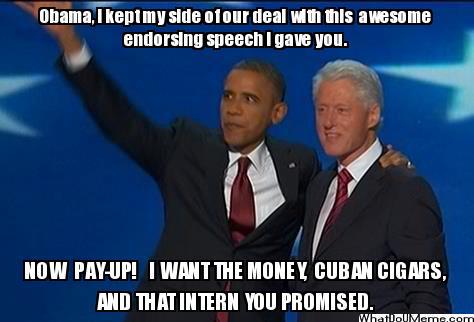 Obama, I kept my side of our deal with this awesome
endorsing speech I gave you.
NOW PAY-UP! I WANT THE MONEY, CUBAN CIGARS,
AND THAT INTERN YOU PROMISED.
WhatDoUMeme.com